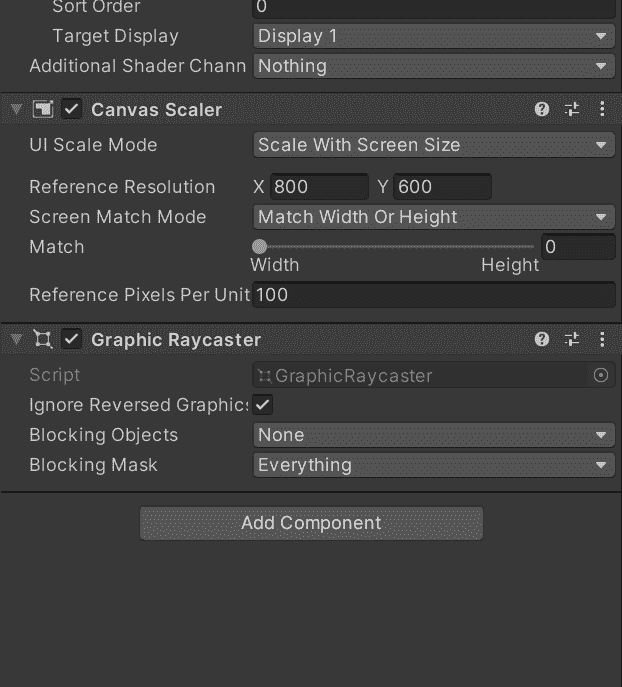 Sort Order 0
Target Display Display 1
Additional Shader Chann Nothing
Canvas Scaler
UI Scale Mode Scale With Screen Size
Reference Resolution X 800 Y 600
Screen Match Mode Match Width Or Height
Match 0
Width Height
Reference Pixels Per Unit 100
Graphic Raycaster
Script GraphicRaycaster
Ignore Reversed Graphics
Blocking Objects None
Blocking Mask Everything
Add Component